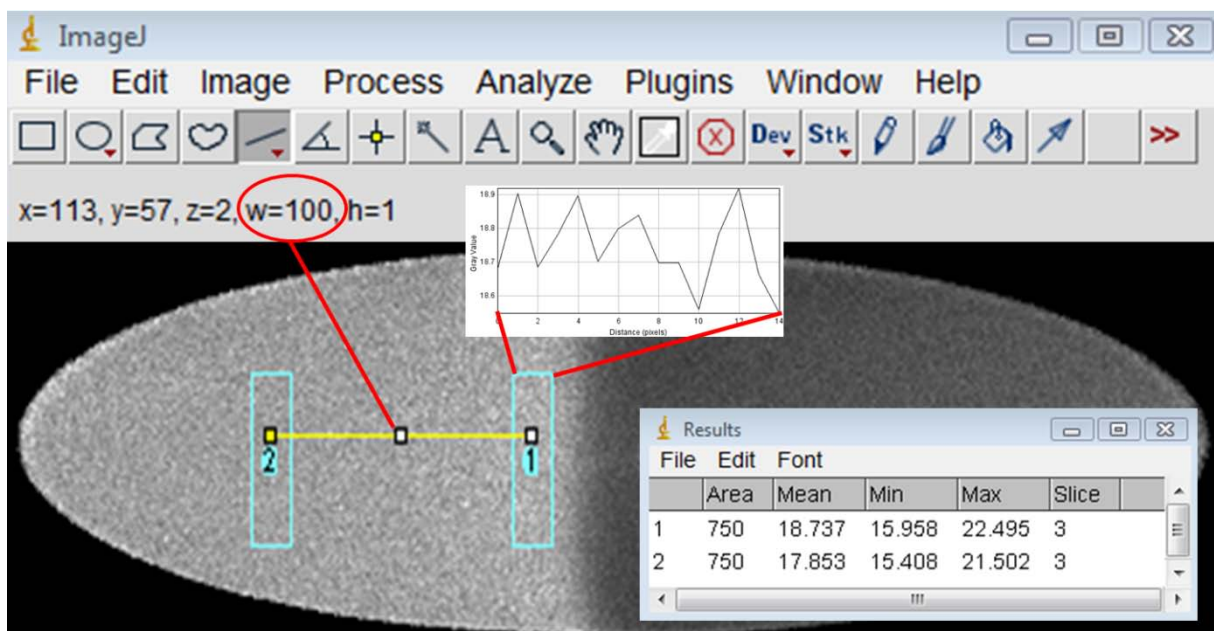 ImageJ
File Edit Image Process Analyze Plugins Window Help
A Dev Stk >>
x=113, y=57, z=2, w=100, h=1
18.9
18.8
18.7
18.6
Gray Value
2 4 6 8 10 12 14
Distance (pixels)
2 1
Results
File Edit Font
Area Mean Min Max Slice
1 750 18.737 15.958 22.495 3
2 750 17.853 15.408 21.502 3